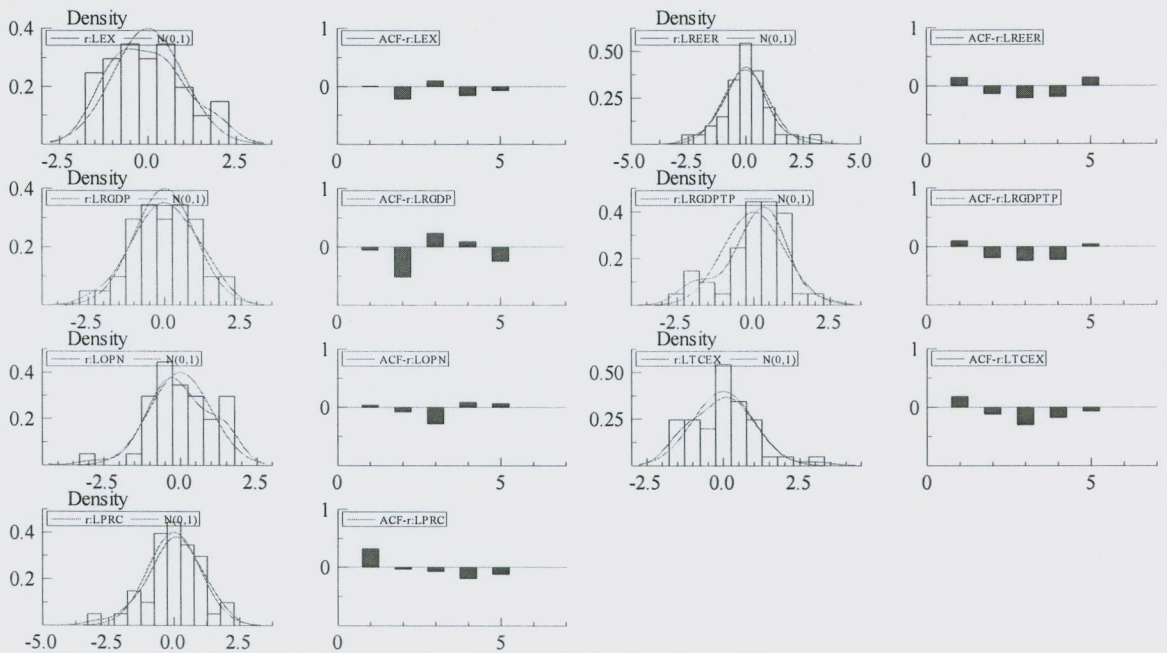 Density
r:LEX N(0,1)
0.4
0.2
-2.5 0.0 2.5
ACF-r:LEX
1
0
0 5
Density
r:LREER N(0,1)
0.50
0.25
-5.0 -2.5 0.0 2.5 5.0
ACF-r:LREER
1
0
0 5
Density
r:LRGDP N(0,1)
0.4
0.2
-2.5 0.0 2.5
ACF-r:LRGDP
1
0
0 5
Density
r:LRGDPTP N(0,1)
0.4
0.2
-2.5 0.0 2.5
ACF-r:LRGDPTP
1
0
0 5
Density
r:LOPN N(0,1)
0.4
0.2
-2.5 0.0 2.5
ACF-r:LOPN
1
0
0 5
Density
r:LTCEX N(0,1)
0.50
0.25
-2.5 0.0 2.5
ACF-r:LTCEX
1
0
0 5
Density
r:LPRC N(0,1)
0.4
0.2
-5.0 -2.5 0.0 2.5
ACF-r:LPRC
1
0
0 5